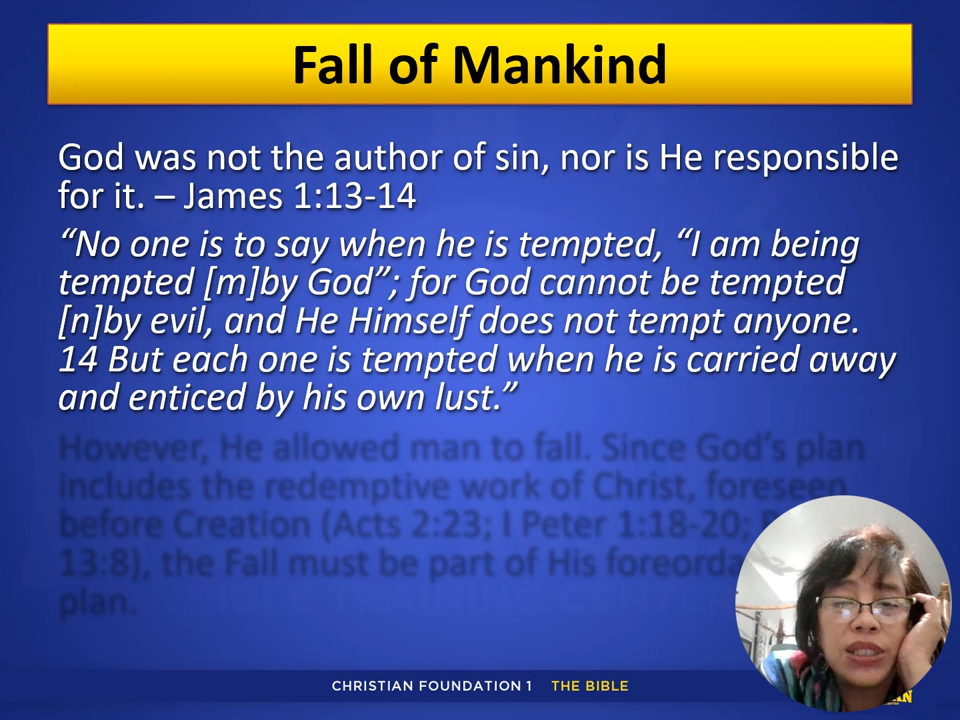 Fall of Mankind
God was not the author of sin, nor is He responsible
for it. – James 1:13-14
“No one is to say when he is tempted, “I am being
tempted [m]by God”; for God cannot be tempted
[n]by evil, and He Himself does not tempt anyone.
14 But each one is tempted when he is carried away
and enticed by his own lust.”
However, He allowed man to fall. Since God’s plan
includes the redemptive work of Christ, foreseen
before Creation (Acts 2:23; I Peter 1:18-20;
13:8), the Fall must be part of His
plan.
CHRISTIAN FOUNDATION 1 THE BIBLE